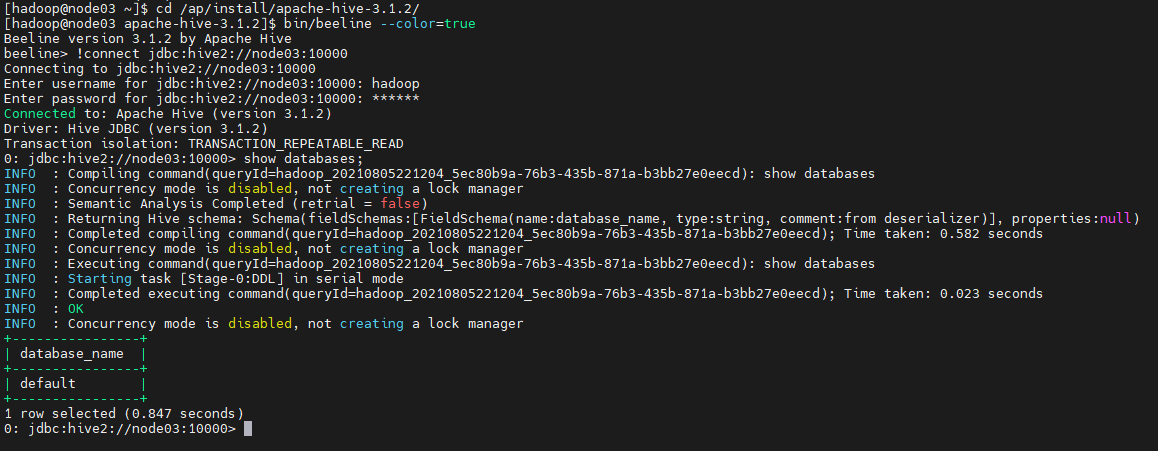 [hadoop@node03 ~]$ cd /ap/install/apache-hive-3.1.2/
[hadoop@node03 apache-hive-3.1.2]$ bin/beeline --color=true
Beeline version 3.1.2 by Apache Hive
beeline> !connect jdbc:hive2://node03:10000
Connecting to jdbc:hive2://node03:10000
Enter username for jdbc:hive2://node03:10000: hadoop
Enter password for jdbc:hive2://node03:10000: ******
Connected to: Apache Hive (version 3.1.2)
Driver: Hive JDBC (version 3.1.2)
Transaction isolation: TRANSACTION_REPEATABLE_READ
0: jdbc:hive2://node03:10000> show databases;
INFO  : Compiling command(queryId=hadoop_20210805221204_5ec80b9a-76b3-435b-871a-b3bb27e0eecd): show databases
INFO  : Concurrency mode is disabled, not creating a lock manager
INFO  : Semantic Analysis Completed (retrial = false)
INFO  : Returning Hive schema: Schema(fieldSchemas:[FieldSchema(name:database_name, type:string, comment:from deserializer)], properties:null)
INFO  : Completed compiling command(queryId=hadoop_20210805221204_5ec80b9a-76b3-435b-871a-b3bb27e0eecd); Time taken: 0.582 seconds
INFO  : Concurrency mode is disabled, not creating a lock manager
INFO  : Executing command(queryId=hadoop_20210805221204_5ec80b9a-76b3-435b-871a-b3bb27e0eecd): show databases
INFO  : Starting task [Stage-0:DDL] in serial mode
INFO  : Completed executing command(queryId=hadoop_20210805221204_5ec80b9a-76b3-435b-871a-b3bb27e0eecd); Time taken: 0.023 seconds
INFO  : OK
INFO  : Concurrency mode is disabled, not creating a lock manager
+----------------+
| database_name  |
+----------------+
| default        |
+----------------+
1 row selected (0.847 seconds)
0: jdbc:hive2://node03:10000>